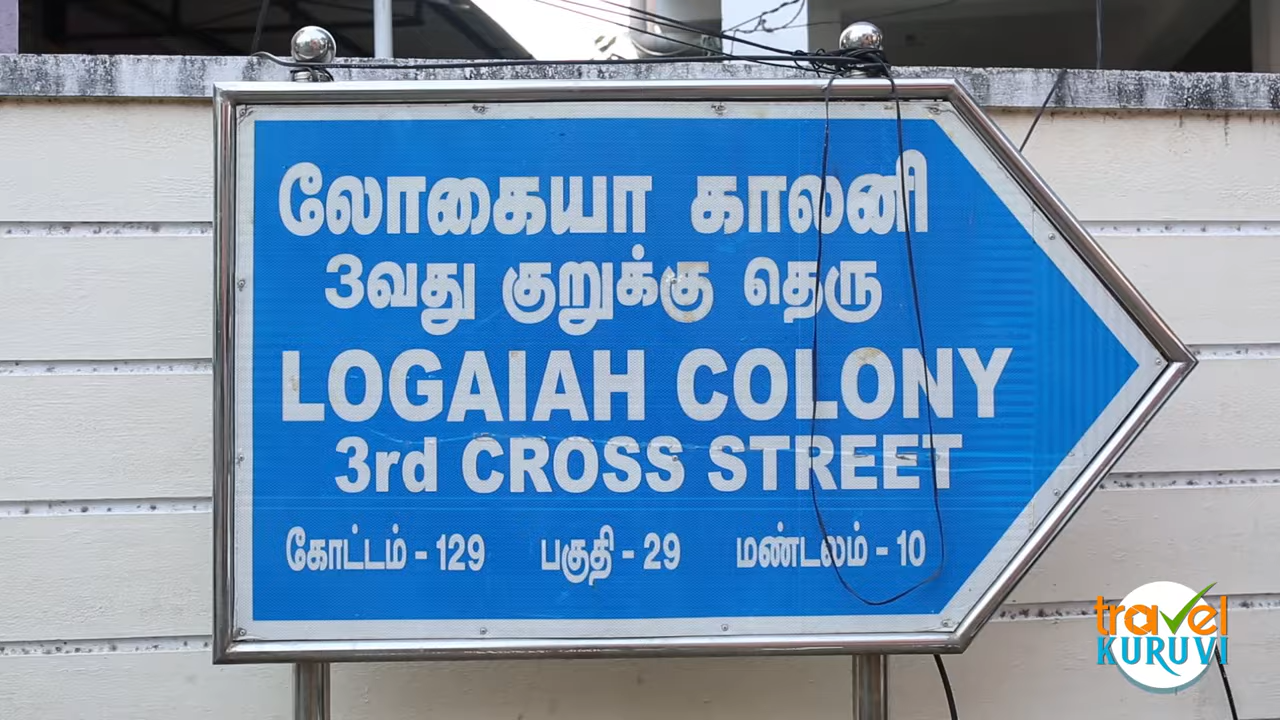 லோகையா காலனி
3வது குறுக்கு தெரு
LOGAIAH COLONY
3rd CROSS STREET
கோட்டம் - 129 பகுதி - 29 மண்டலம் - 10
travel
KURUVI